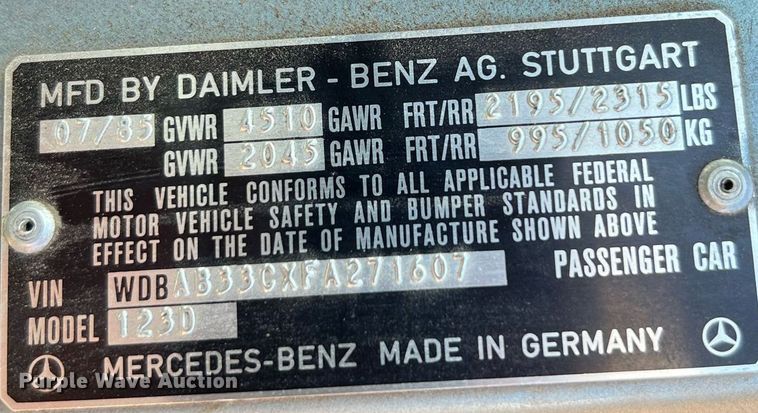 MFD BY DAIMLER - BENZ AG. STUTTGART
07/85 GVWR 4510 GAWR FRT/RR 2195/2315 LBS
GVWR 2045 GAWR FRT/RR 995/1050 KG
THIS VEHICLE CONFORMS TO ALL APPLICABLE FEDERAL
MOTOR VEHICLE SAFETY AND BUMPER STANDARDS IN
EFFECT ON THE DATE OF MANUFACTURE SHOWN ABOVE
VIN WDBAB33CXFA271607 PASSENGER CAR
MODEL 123D
MERCEDES-BENZ MADE IN GERMANY
Purple Wave Auction